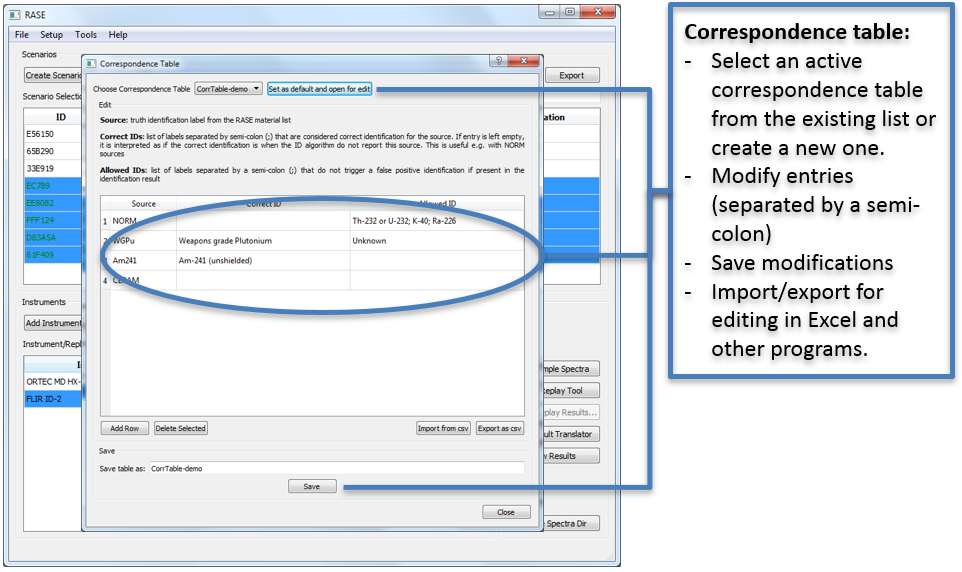 RASE
File Setup Tools Help
Scenarios
Create Scenario
Export
Scenario Selection
ID
E56150
65B290
33E919
EC789
EE8082
FFF124
D83A5A
61F409
Instruments
Add Instrument
Instrument/Repl
ORTEC MD HX-
FLIR ID-2
mple Spectra
eplay Tool
play Results...
ult Translator
w Results
Spectra Dir
Correspondence Table
Choose Correspondence Table CorrTable-demo Set as default and open for edit
Edit
Source: truth identification label from the RASE material list
Correct IDs: list of labels separated by semi-colon (;) that are considered correct identification for the source. If entry is left empty,
it is interpreted as if the correct identification is when the ID algorithm do not report this source. This is useful e.g. with NORM
sources
Allowed IDs: list of labels separated by a semi-colon (;) that do not trigger a false positive identification if present in the
identification result
Source Correct ID Allowed ID
1 NORM Th-232 or U-232; K-40; Ra-226
2 WGPu Weapons grade Plutonium Unknown
3 Am241 Am-241 (unshielded)
4
Add Row Delete Selected Import from csv Export as csv
Save
Save table as: CorrTable-demo
Save
Close
Correspondence table:
- Select an active
correspondence table
from the existing list or
create a new one.
- Modify entries
(separated by a semi-
colon)
- Save modifications
- Import/export for
editing in Excel and
other programs.